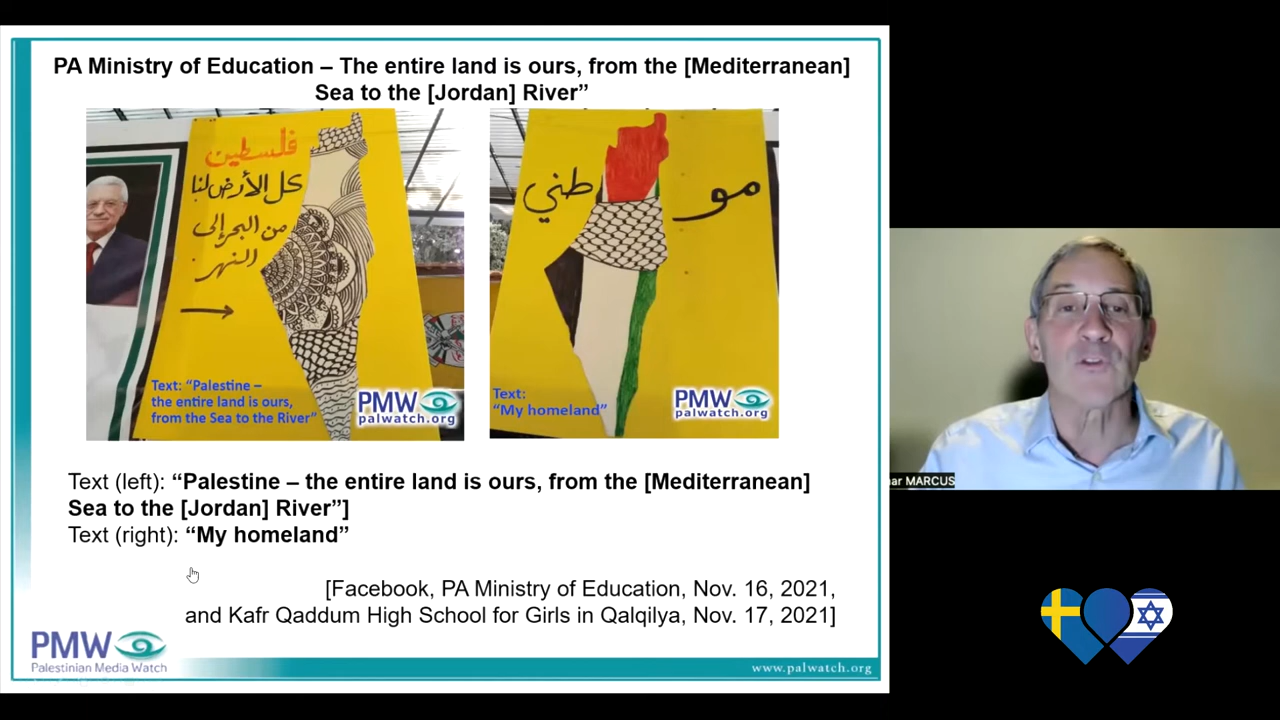 PA Ministry of Education – The entire land is ours, from the [Mediterranean]
Sea to the [Jordan] River”
فلسطين
كل الأرض لنا
من البحر إلى
النهر
Text: “Palestine –
the entire land is ours,
from the Sea to the River”
PMW
palwatch.org
موطني
Text:
“My homeland”
PMW
palwatch.org
Text (left): “Palestine – the entire land is ours, from the [Mediterranean]
Sea to the [Jordan] River”]
Text (right): “My homeland”
[Facebook, PA Ministry of Education, Nov. 16, 2021,
and Kafr Qaddum High School for Girls in Qalqilya, Nov. 17, 2021]
PMW
Palestinian Media Watch
www.palwatch.org
MARCUS